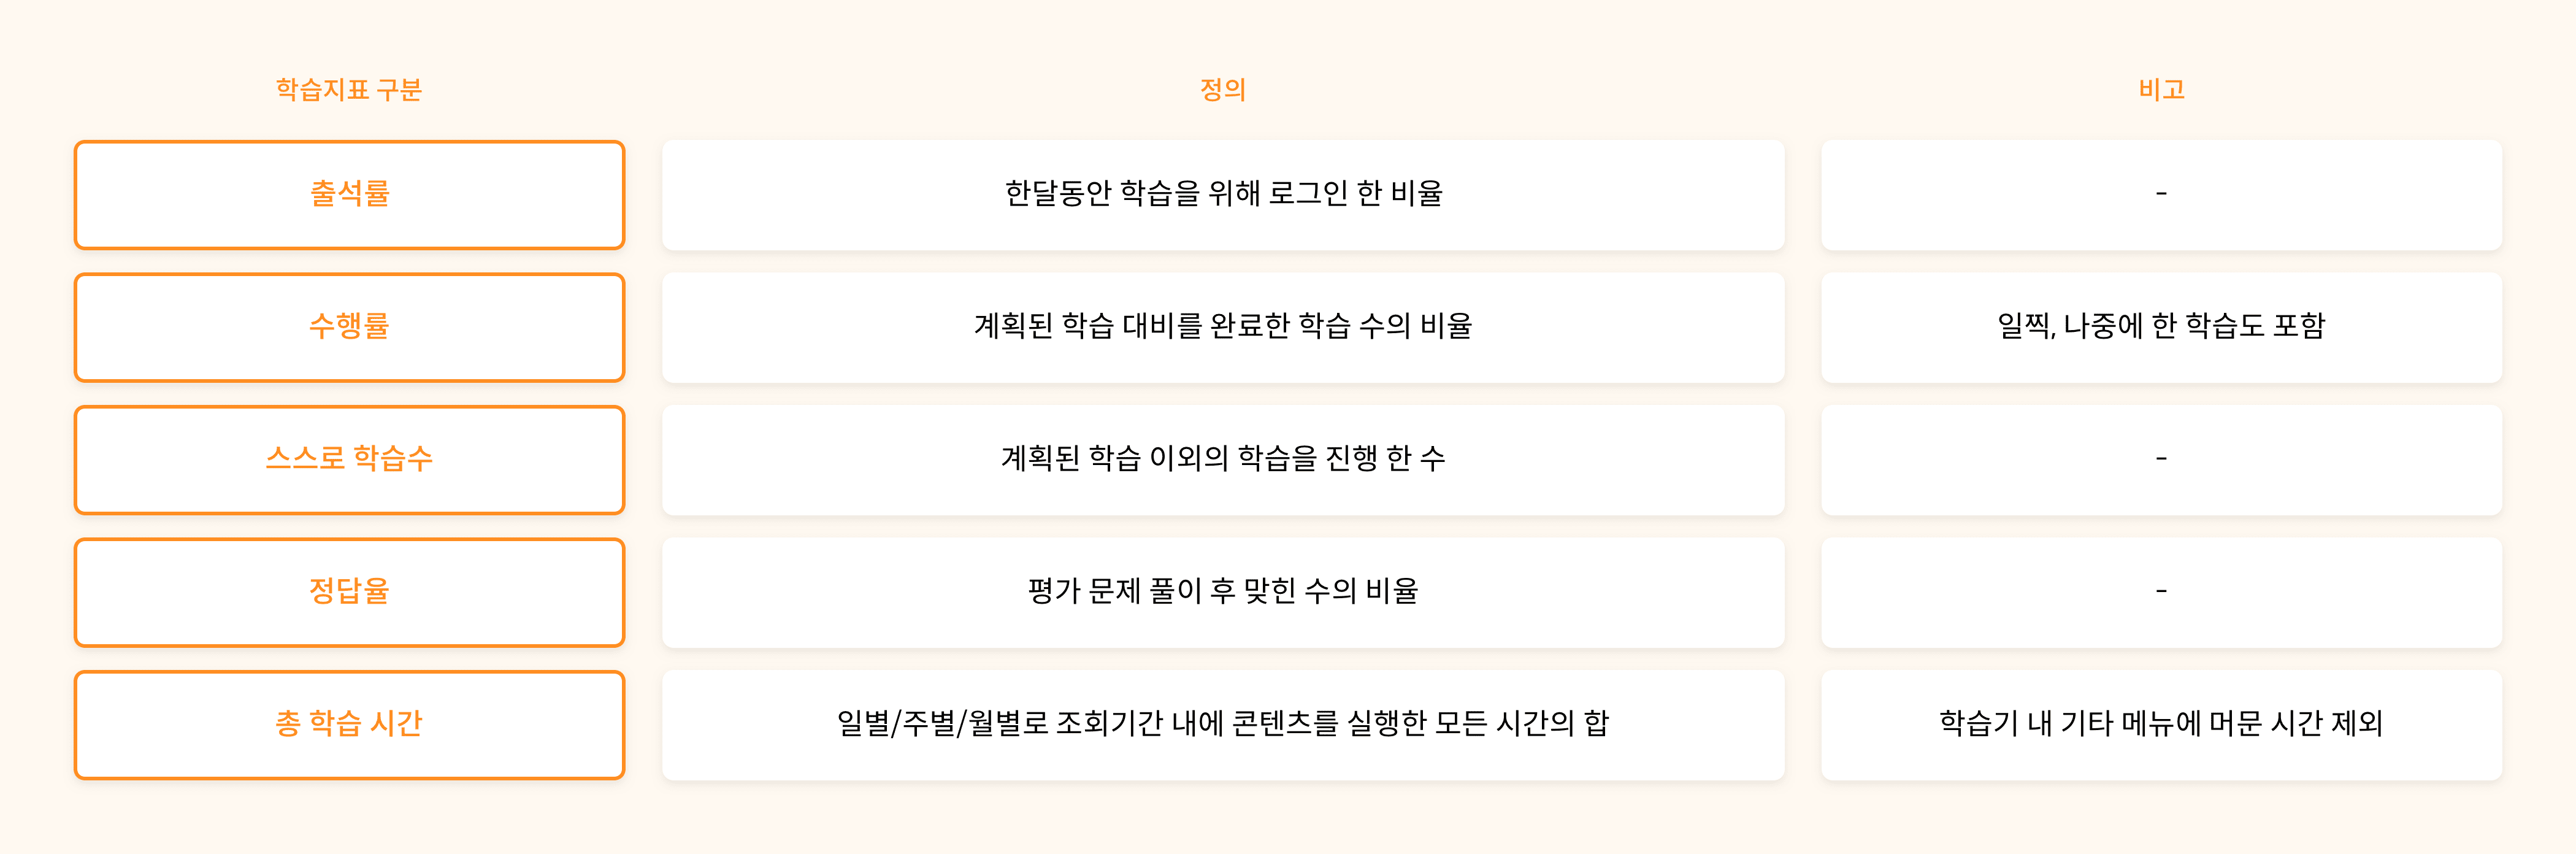 학습지표 구분 정의 비고
출석률 한달동안 학습을 위해 로그인 한 비율 -
수행률 계획된 학습 대비를 완료한 학습 수의 비율 일찍, 나중에 한 학습도 포함
스스로 학습수 계획된 학습 이외의 학습을 진행 한 수 -
정답율 평가 문제 풀이 후 맞힌 수의 비율 -
총 학습 시간 일별/주별/월별로 조회기간 내에 콘텐츠를 실행한 모든 시간의 합 학습기 내 기타 메뉴에 머문 시간 제외